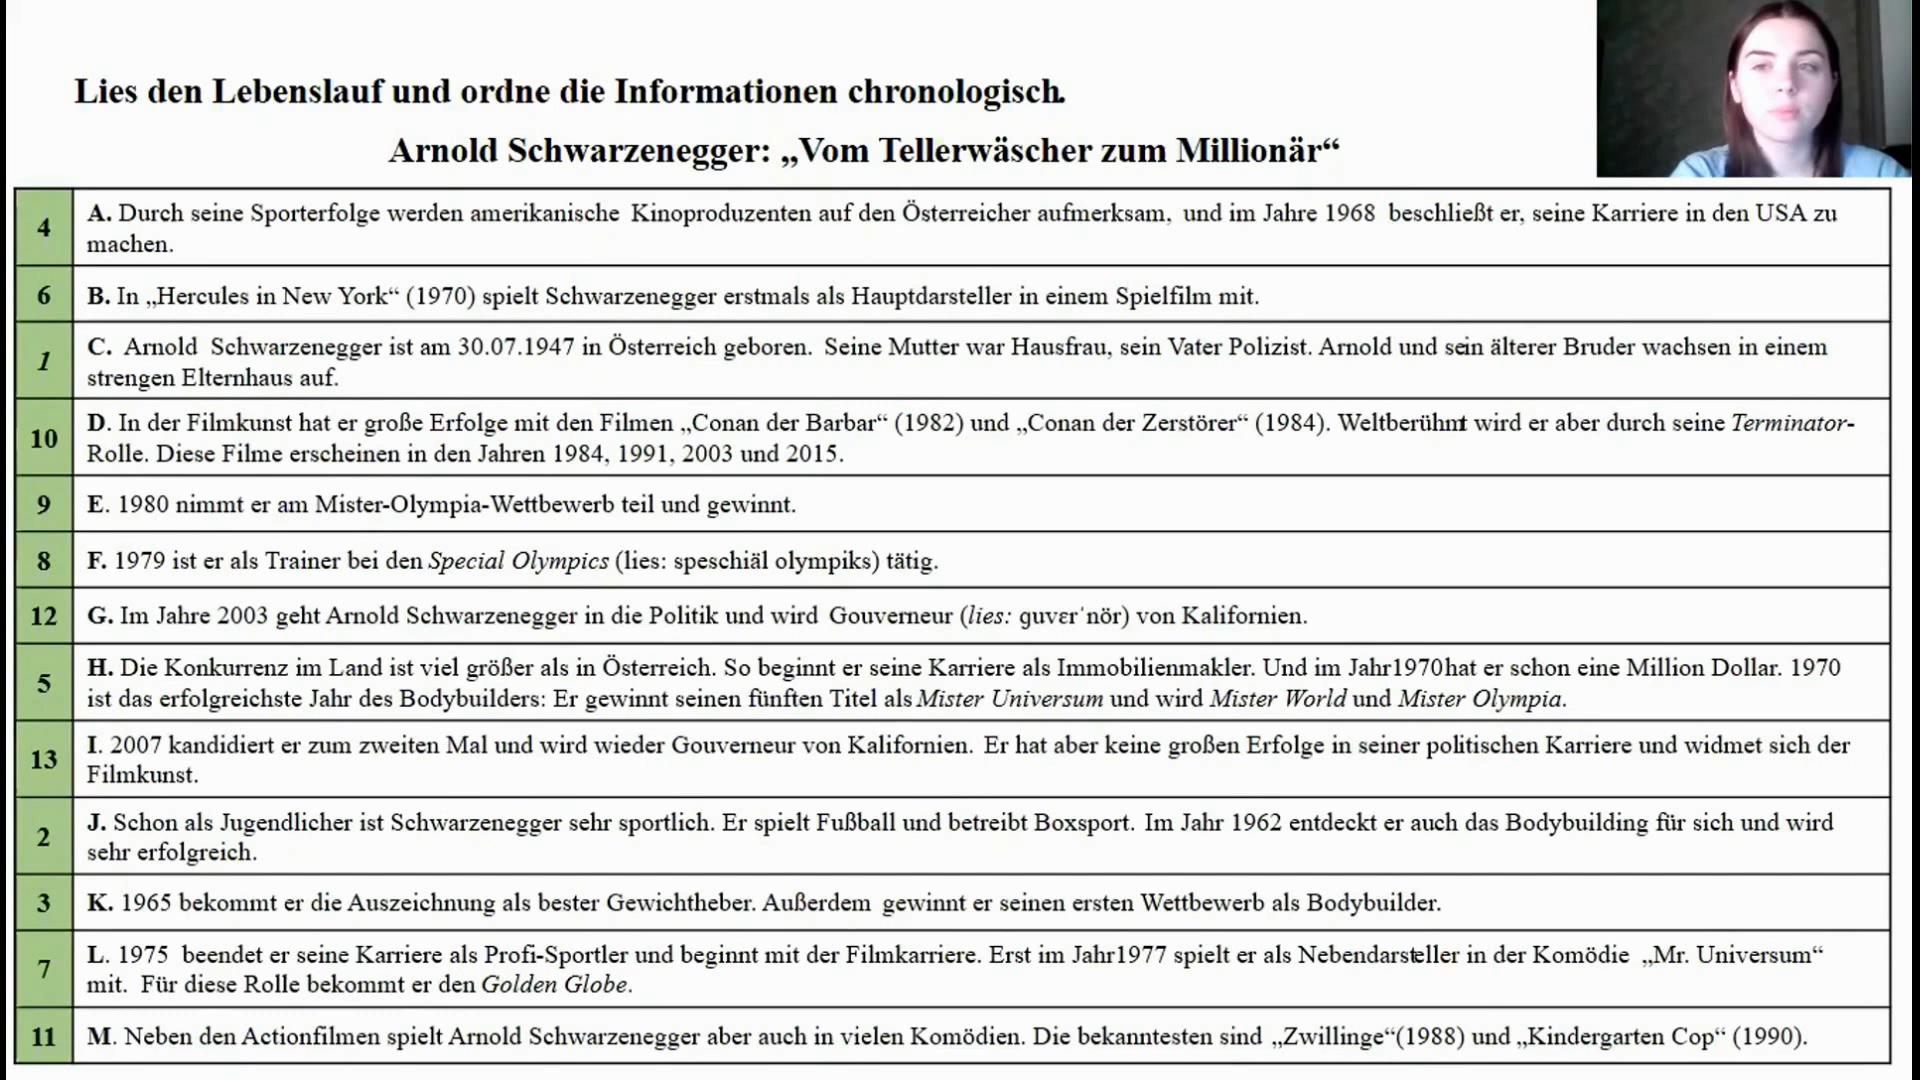 Lies den Lebenslauf und ordne die Informationen chronologisch.
Arnold Schwarzenegger: „Vom Tellerwäscher zum Millionär“
4
A. Durch seine Sporterfolge werden amerikanische Kinoproduzenten auf den Österreicher aufmerksam, und im Jahre 1968 beschließt er, seine Karriere in den USA zu
machen.
6
B. In „Hercules in New York“ (1970) spielt Schwarzenegger erstmals als Hauptdarsteller in einem Spielfilm mit.
1
C. Arnold Schwarzenegger ist am 30.07.1947 in Österreich geboren. Seine Mutter war Hausfrau, sein Vater Polizist. Arnold und sein älterer Bruder wachsen in einem
strengen Elternhaus auf.
10
D. In der Filmkunst hat er große Erfolge mit den Filmen „Conan der Barbar“ (1982) und „Conan der Zerstörer“ (1984). Weltberühmt wird er aber durch seine Terminator-
Rolle. Diese Filme erscheinen in den Jahren 1984, 1991, 2003 und 2015.
9
E. 1980 nimmt er am Mister-Olympia-Wettbewerb teil und gewinnt.
8
F. 1979 ist er als Trainer bei den Special Olympics (lies: speschiäl olympiks) tätig.
12
G. Im Jahre 2003 geht Arnold Schwarzenegger in die Politik und wird Gouverneur (lies: guvɛrˈnör) von Kalifornien.
5
H. Die Konkurrenz im Land ist viel größer als in Österreich. So beginnt er seine Karriere als Immobilienmakler. Und im Jahr1970hat er schon eine Million Dollar. 1970
ist das erfolgreichste Jahr des Bodybuilders: Er gewinnt seinen fünften Titel als Mister Universum und wird Mister World und Mister Olympia.
13
I. 2007 kandidiert er zum zweiten Mal und wird wieder Gouverneur von Kalifornien. Er hat aber keine großen Erfolge in seiner politischen Karriere und widmet sich der
Filmkunst.
2
J. Schon als Jugendlicher ist Schwarzenegger sehr sportlich. Er spielt Fußball und betreibt Boxsport. Im Jahr 1962 entdeckt er auch das Bodybuilding für sich und wird
sehr erfolgreich.
3
K. 1965 bekommt er die Auszeichnung als bester Gewichtheber. Außerdem gewinnt er seinen ersten Wettbewerb als Bodybuilder.
7
L. 1975 beendet er seine Karriere als Profi-Sportler und beginnt mit der Filmkarriere. Erst im Jahr1977 spielt er als Nebendarsteller in der Komödie „Mr. Universum“
mit. Für diese Rolle bekommt er den Golden Globe.
11
M. Neben den Actionfilmen spielt Arnold Schwarzenegger aber auch in vielen Komödien. Die bekanntesten sind „Zwillinge“(1988) und „Kindergarten Cop“ (1990).